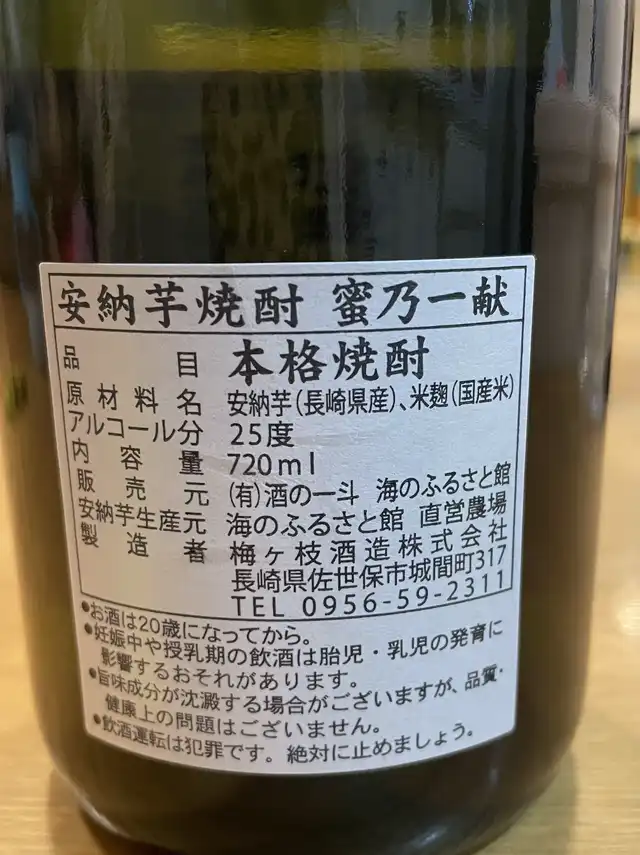 安納芋焼酎 蜜乃一献
品目 本格焼酎
原材料名 安納芋(長崎県産)、米麹(国産米)
アルコール分 25度
内容量 720ml
販売元 (有)酒の一斗 海のふるさと館
安納芋生産元 海のふるさと館 直営農場
製造者 梅ヶ枝酒造株式会社
長崎県佐世保市城間町317
TEL 0956-59-2311
●お酒は20歳になってから。
●妊娠中や授乳期の飲酒は胎児・乳児の発育に
影響するおそれがあります。
●旨味成分が沈澱する場合がございますが、品質・
健康上の問題はございません。
●飲酒運転は犯罪です。絶対に止めましょう。